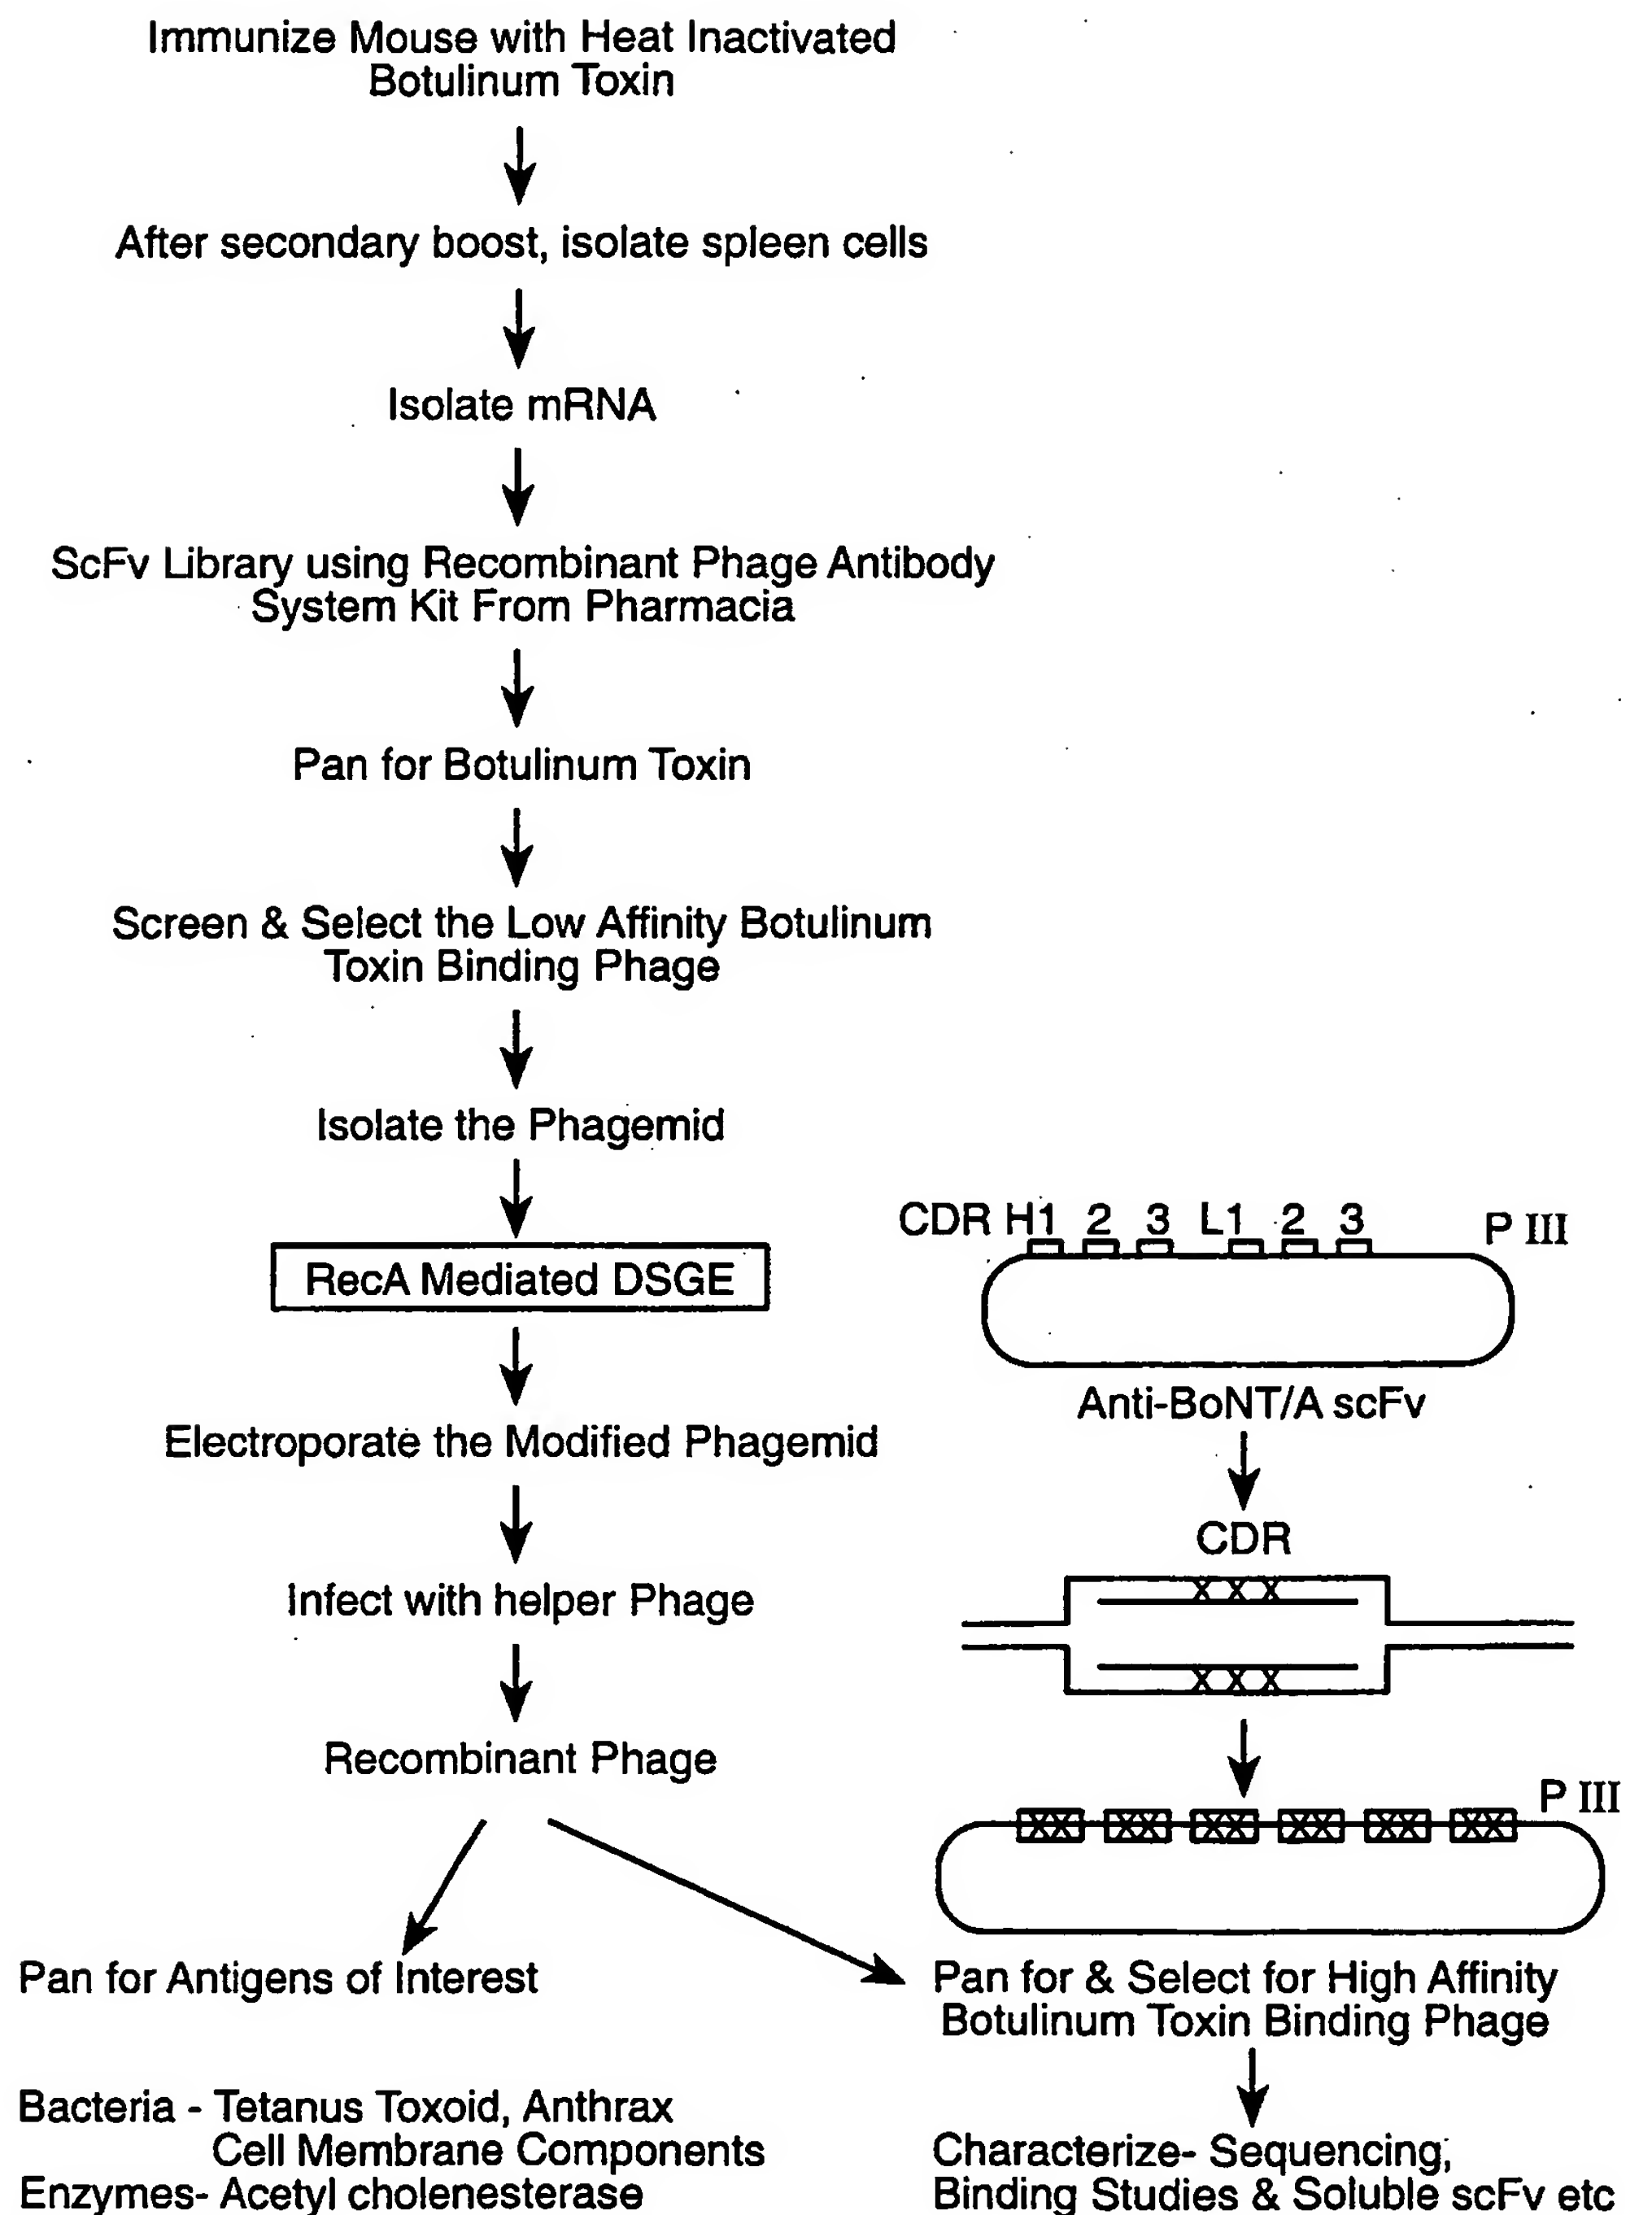 Immunize Mouse with Heat Inactivated
Botulinum Toxin
After secondary boost, isolate spleen cells
Isolate mRNA
ScFv Library using Recombinant Phage Antibody
System Kit From Pharmacia
Pan for Botulinum Toxin
Screen & Select the Low Affinity Botulinum
Toxin Binding Phage
Isolate the Phagemid
RecA Mediated DSGE
Electroporate the Modified Phagemid
Infect with helper Phage
Recombinant Phage
CDR H1 2 3 L1 2 3 P III
Anti-BoNT/A scFv
CDR
P III
Pan for Antigens of Interest
Bacteria - Tetanus Toxoid, Anthrax
Cell Membrane Components
Enzymes- Acetyl cholenesterase
Pan for & Select for High Affinity
Botulinum Toxin Binding Phage
Characterize- Sequencing,
Binding Studies & Soluble scFv etc